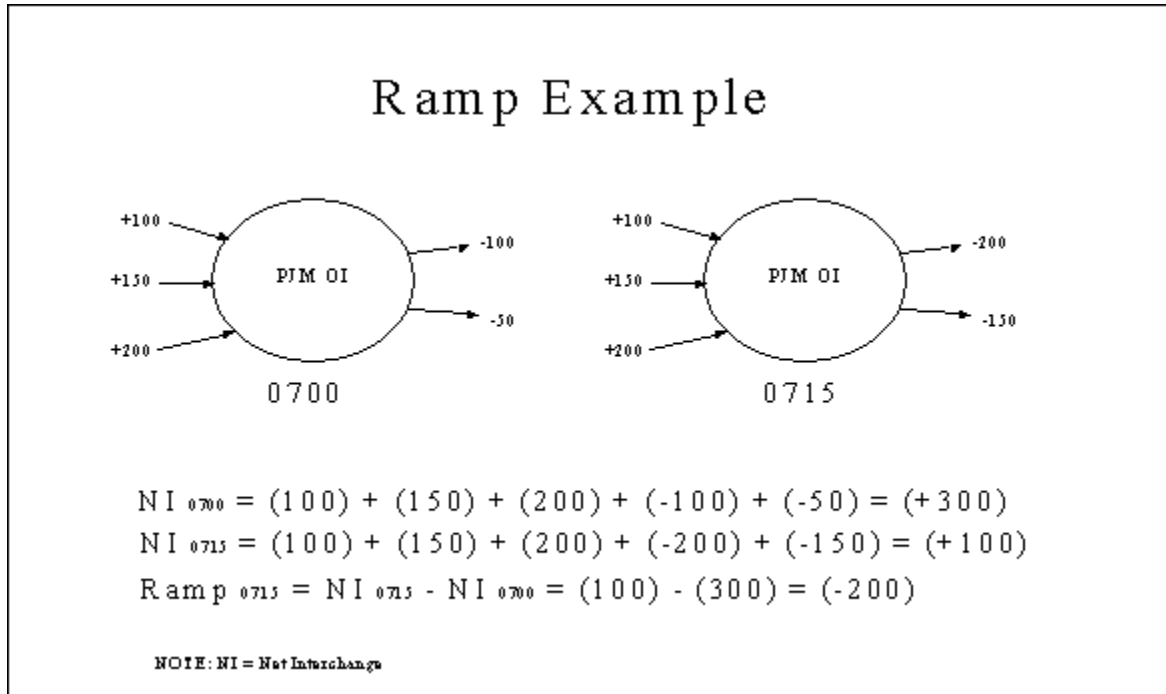 Ramp Example
+100
+150
+200
PJM OI
-100
-50
0700
+100
+150
+200
PJM OI
-200
-150
0715
NI 0700 = (100) + (150) + (200) + (-100) + (-50) = (+300)
NI 0715 = (100) + (150) + (200) + (-200) + (-150) = (+100)
Ramp 0715 = NI 0715 - NI 0700 = (100) - (300) = (-200)
NOTE: NI = Net Interchange